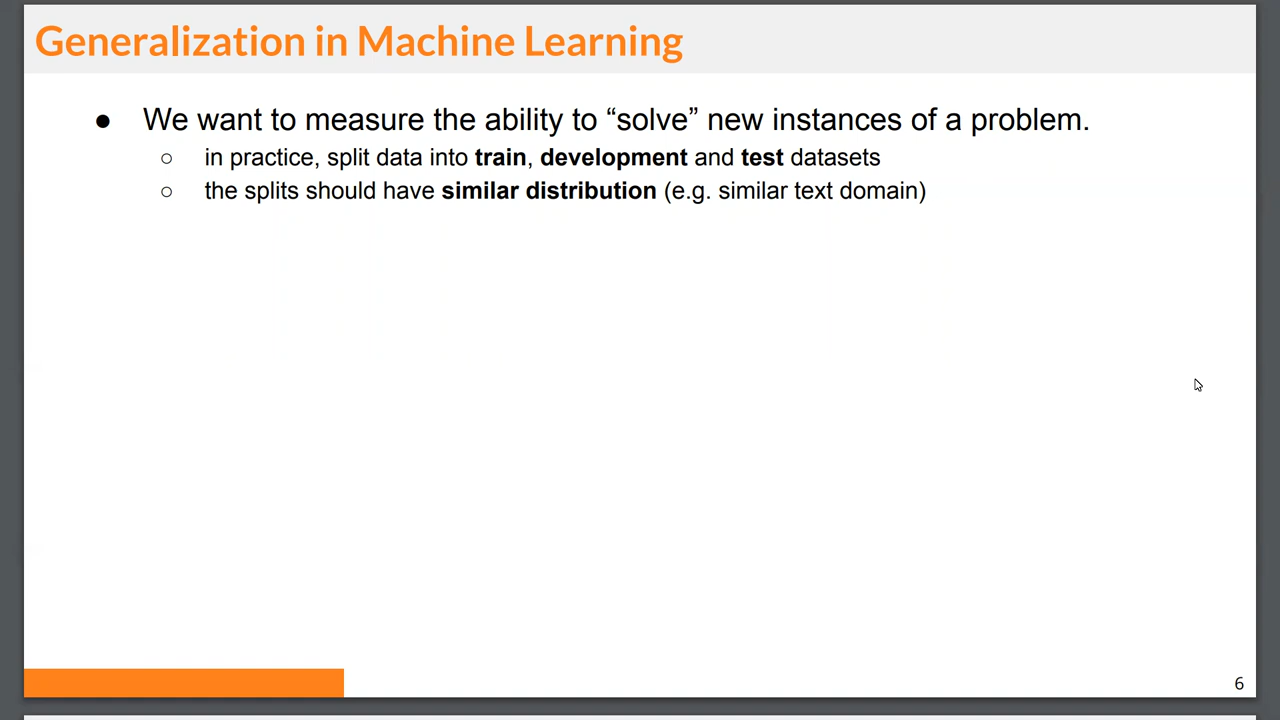 Generalization in Machine Learning
● We want to measure the ability to “solve” new instances of a problem.
○ in practice, split data into train, development and test datasets
○ the splits should have similar distribution (e.g. similar text domain)
6